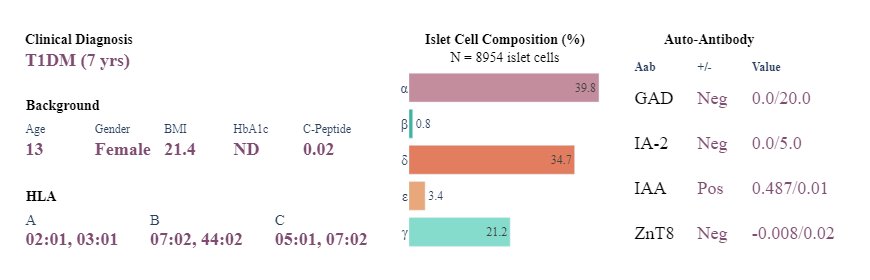 Clinical Diagnosis
T1DM (7 yrs)
Background
Age Gender BMI HbA1c C-Peptide
13 Female 21.4 ND 0.02
HLA
A B C
02:01, 03:01 07:02, 44:02 05:01, 07:02
Islet Cell Composition (%)
N = 8954 islet cells
α 39.8
β 0.8
δ 34.7
ε 3.4
γ 21.2
Auto-Antibody
Aab +/- Value
GAD Neg 0.0/20.0
IA-2 Neg 0.0/5.0
IAA Pos 0.487/0.01
ZnT8 Neg -0.008/0.02